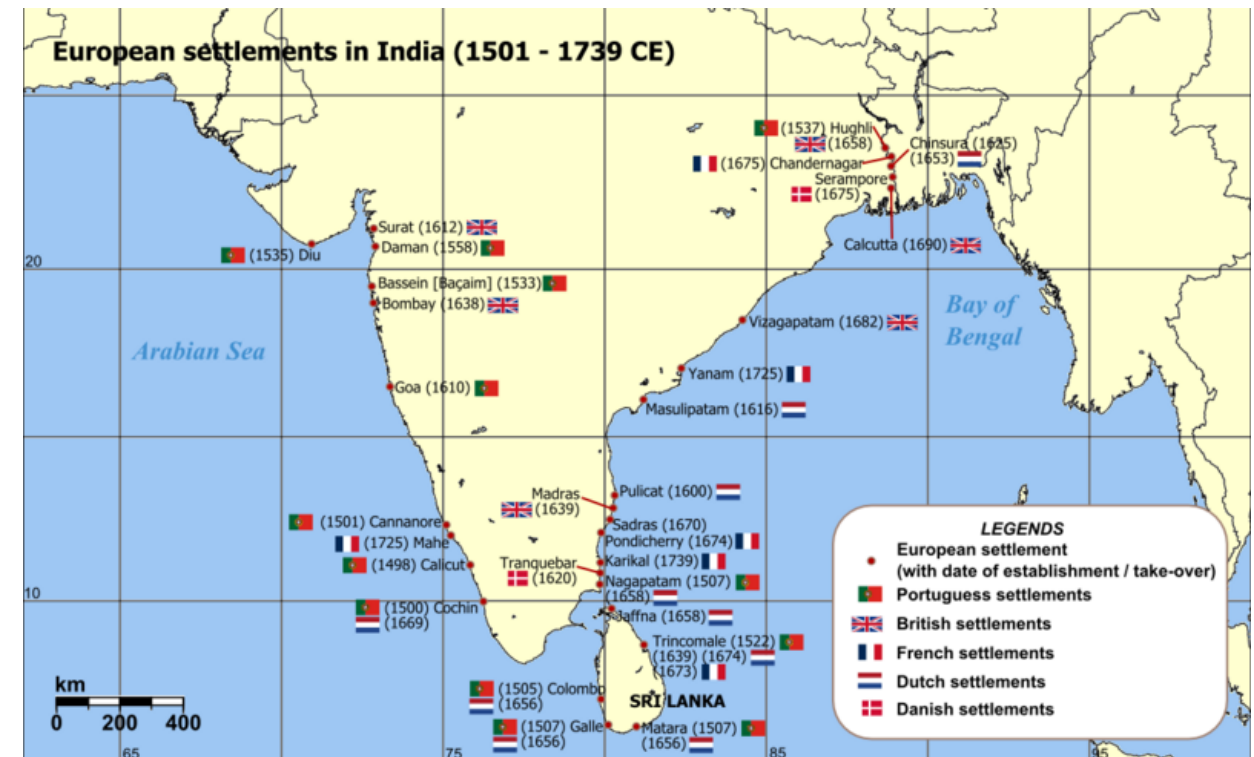 European settlements in India (1501 - 1739 CE)
(1537) Hughli
(1658)
Chinsura (1625)
(1653)
(1675) Chandernagar
Serampore
(1675)
Calcutta (1690)
Surat (1612)
(1535) Diu
Daman (1558)
20
Bassein [Baçaim] (1533)
Bombay (1638)
Bay of
Bengal
Vizagapatam (1682)
Arabian Sea
Yanam (1725)
Goa (1610)
Masulipatam (1616)
Pulicat (1600)
Madras
(1639)
(1501) Cannanore
Sadras (1670)
(1725) Mahe
Pondicherry (1674)
(1498) Calicut
Tranquebar
(1620)
Karikal (1739)
Nagapatam (1507)
(1658)
10
(1500) Cochin
(1669)
Jaffna (1658)
Trincomale (1522)
(1639) (1674)
(1673)
(1505) Colombo
(1656)
SRI LANKA
(1507) Galle
(1656)
Matara (1507)
(1656)
km
0 200 400
65
75
85
95
LEGENDS
European settlement
(with date of establishment / take-over)
Portuguess settlements
British settlements
French settlements
Dutch settlements
Danish settlements